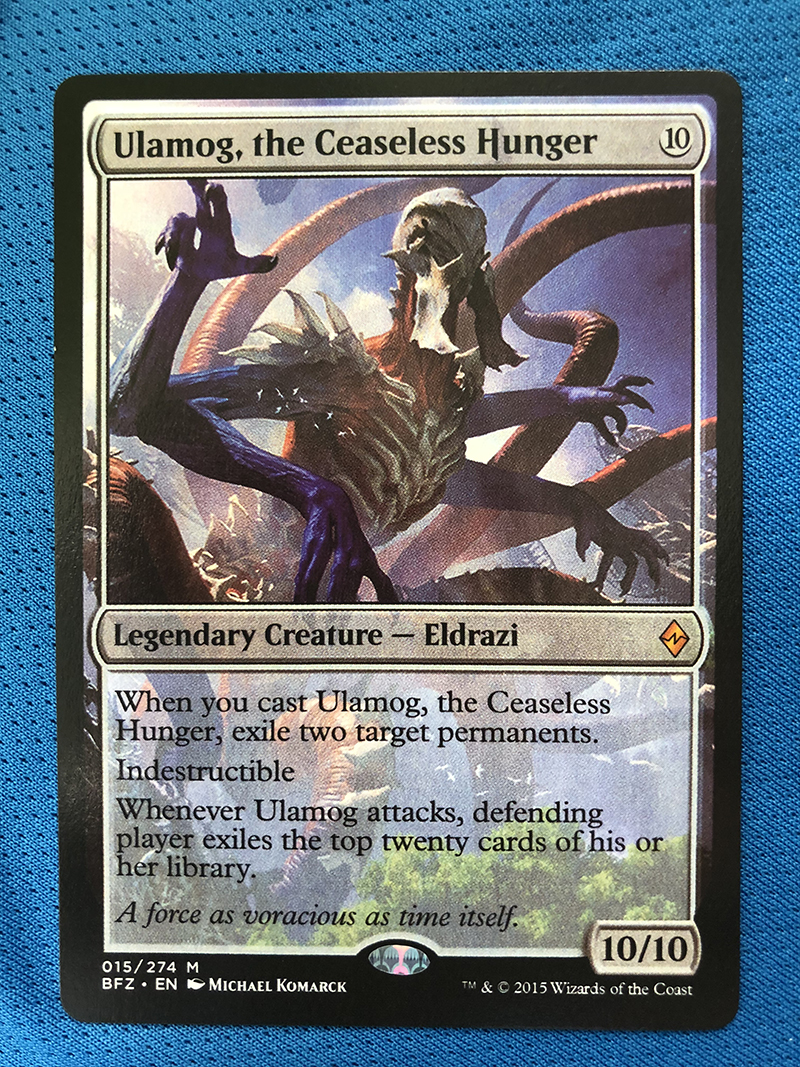 Ulamog, the Ceaseless Hunger 10
Legendary Creature — Eldrazi
When you cast Ulamog, the Ceaseless
Hunger, exile two target permanents.
Indestructible
Whenever Ulamog attacks, defending
player exiles the top twenty cards of his or
her library.
A force as voracious as time itself.
10/10
015/274 M
BFZ • EN MICHAEL KOMARCK
™ & © 2015 Wizards of the Coast